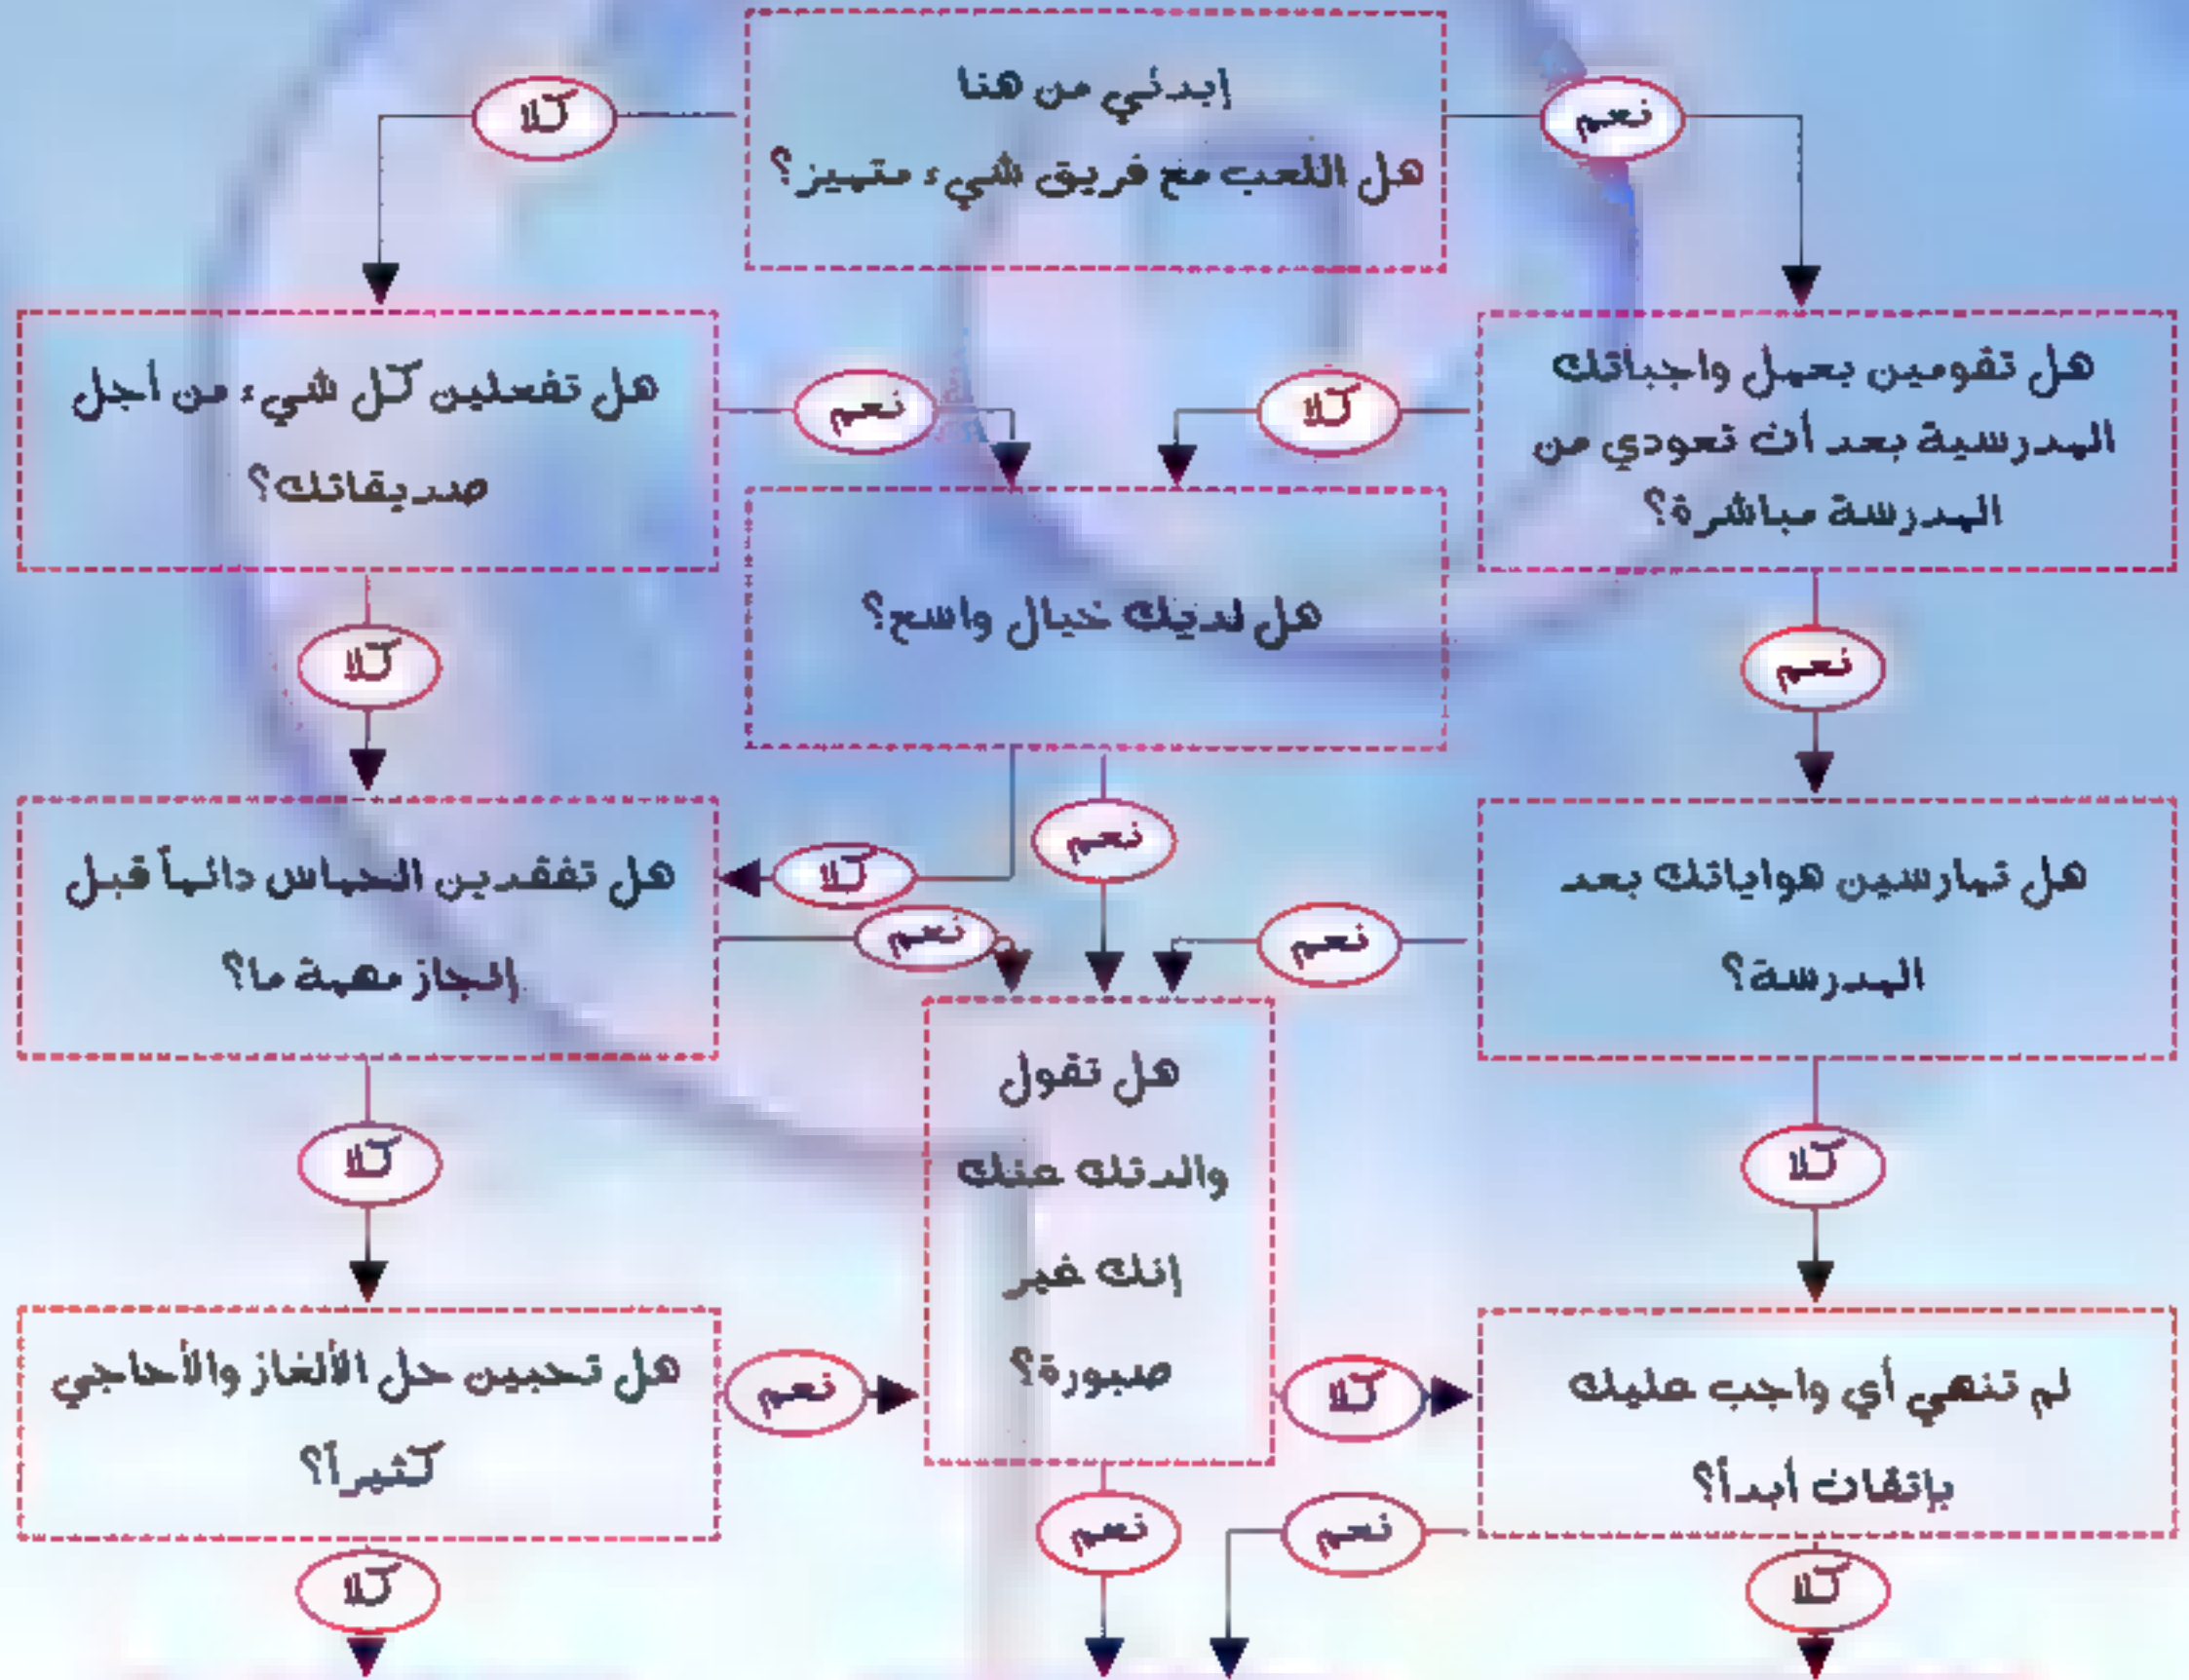 إبدئي من هنا
هل اللعب مع فريق شيء متميز؟
نعم
كلا
هل تقومين بعمل واجباتك
المدرسية بعد أن تعودي من
المدرسة مباشرة؟
كلا
نعم
هل تفعلين كل شيء من أجل
صديقاتك؟
هل لديك خيال واسع؟
نعم
كلا
نعم
كلا
هل تمارسين هواياتك بعد
المدرسة؟
نعم
نعم
هل تفقدين الحماس دائماً قبل
إنجاز مهمة ما؟
هل تقول
والدتك عنك
إنك غير
صبورة؟
كلا
كلا
لم تنهي أي واجب عليك
بإتقان أبداً؟
كلا
نعم
هل تحبين حل الألغاز والأحاجي
كثيراً؟
كلا
نعم
نعم
كلا